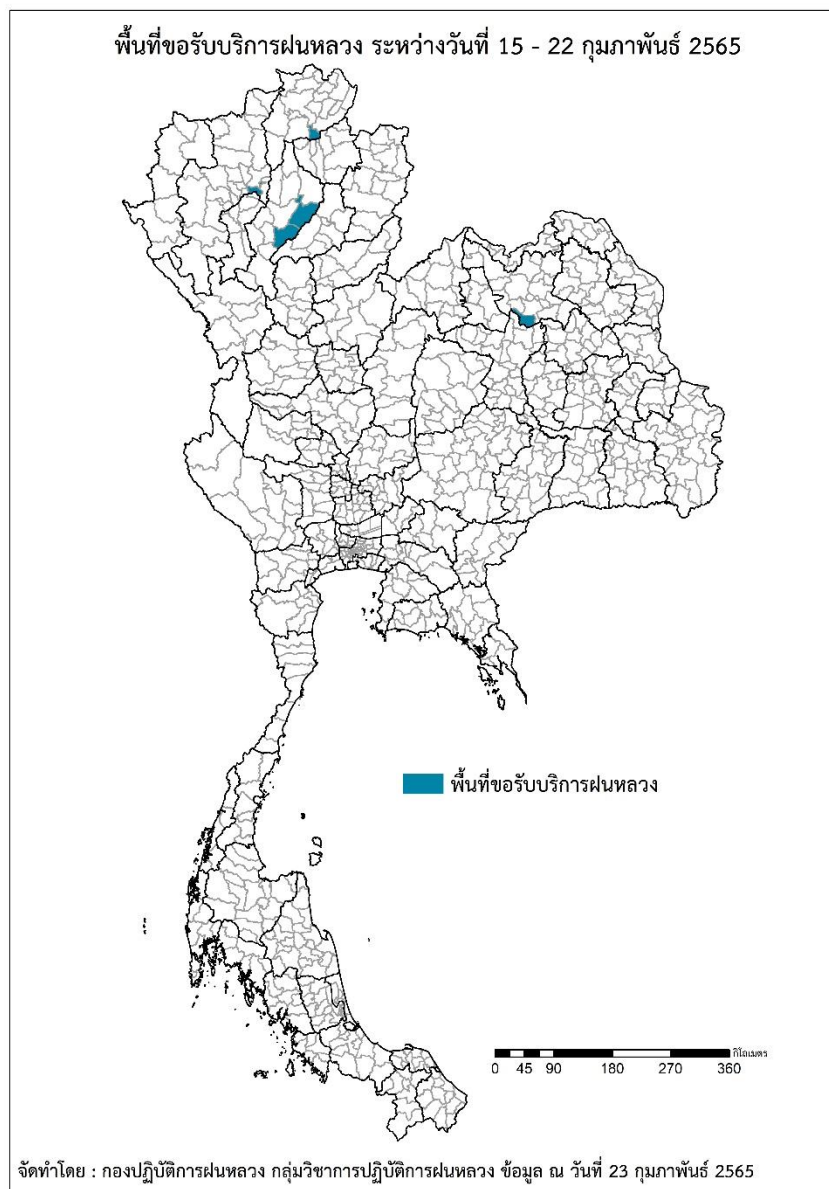 พื้นที่ขอรับบริการฝนหลวง ระหว่างวันที่ 15 - 22 กุมภาพันธ์ 2565
พื้นที่ขอรับบริการฝนหลวง
กิโลเมตร
0 45 90 180 270 360
จัดทำโดย : กองปฏิบัติการฝนหลวง กลุ่มวิชาการปฏิบัติการฝนหลวง ข้อมูล ณ วันที่ 23 กุมภาพันธ์ 2565